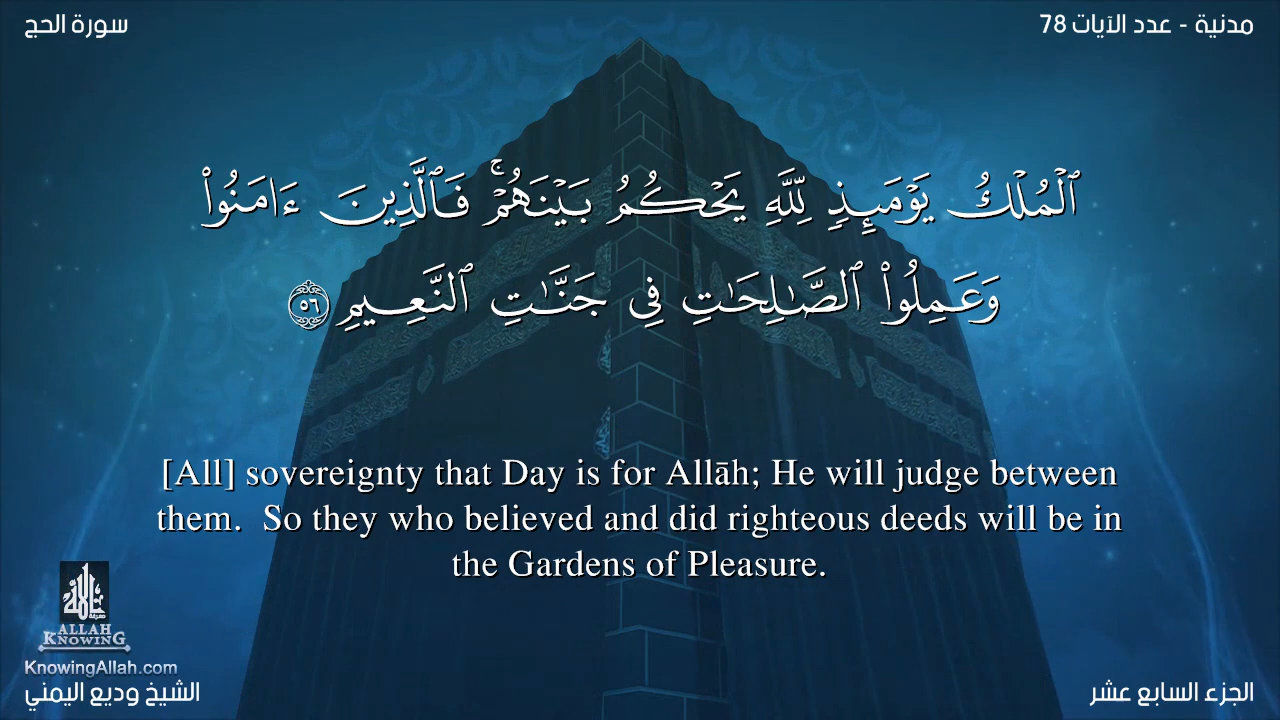 سورة الحج
مدنية - عدد الآيات 78
ٱلْمُلْكُ يَوْمَئِذٍ لِّلَّهِ يَحْكُمُ بَيْنَهُمْ ۚ فَٱلَّذِينَ ءَامَنُوا۟
وَعَمِلُوا۟ ٱلصَّـٰلِحَـٰتِ فِى جَنَّـٰتِ ٱلنَّعِيمِ ٥٦
[All] sovereignty that Day is for Allāh; He will judge between
them. So they who believed and did righteous deeds will be in
the Gardens of Pleasure.
ALLAH
KNOWING
KnowingAllah.com
الشيخ وديع اليمني
الجزء السابع عشر